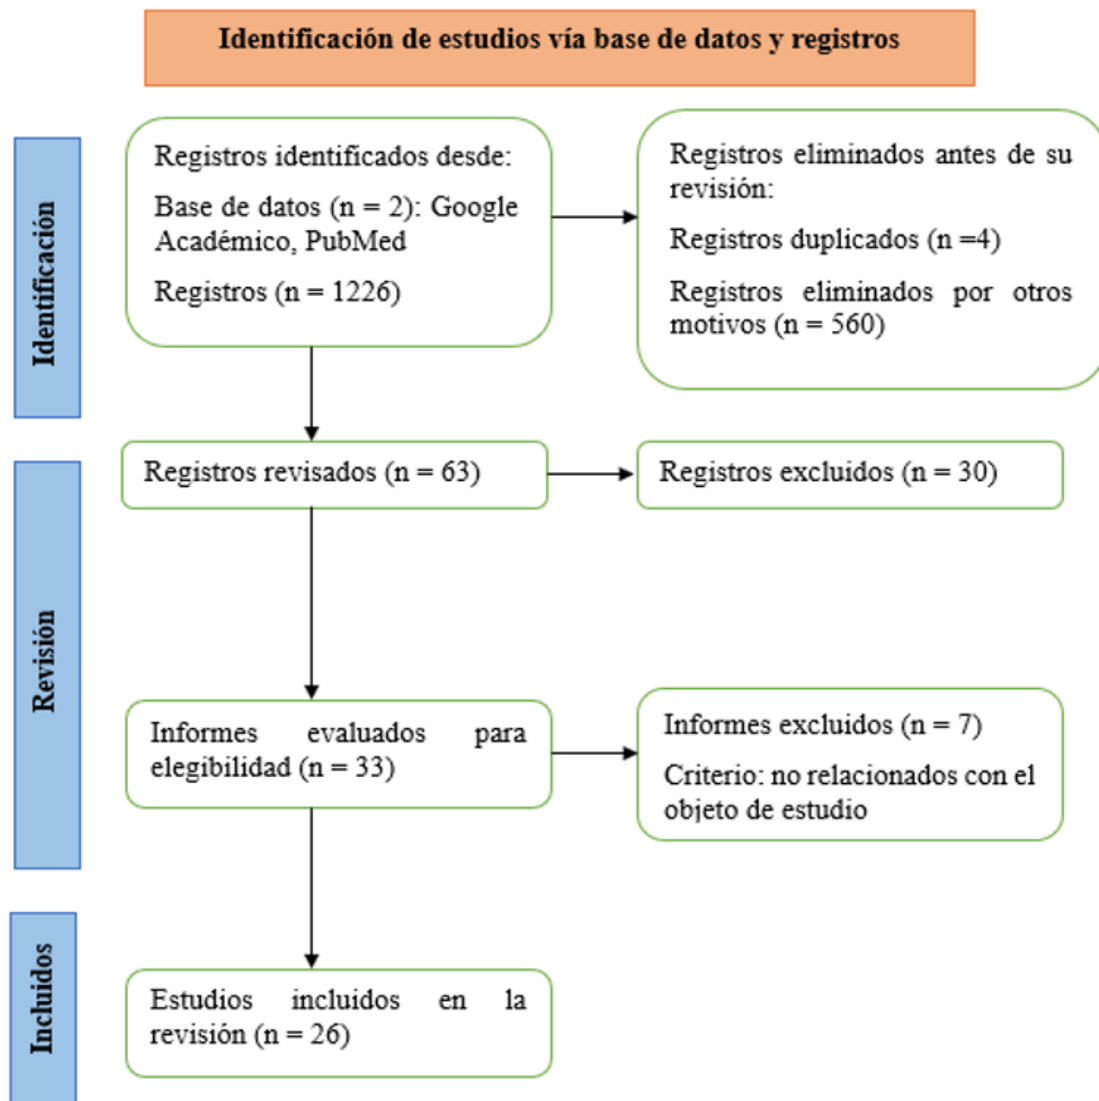 Identificación de estudios vía base de datos y registros
Identificación
Registros identificados desde:
Base de datos (n = 2): Google
Académico, PubMed
Registros (n = 1226)
Registros eliminados antes de su
revisión:
Registros duplicados (n =4)
Registros eliminados por otros
motivos (n = 560)
Revisión
Registros revisados (n = 63)
Registros excluidos (n = 30)
Informes evaluados para
elegibilidad (n = 33)
Informes excluidos (n = 7)
Criterio: no relacionados con el
objeto de estudio
Incluidos
Estudios incluidos en la
revisión (n = 26)